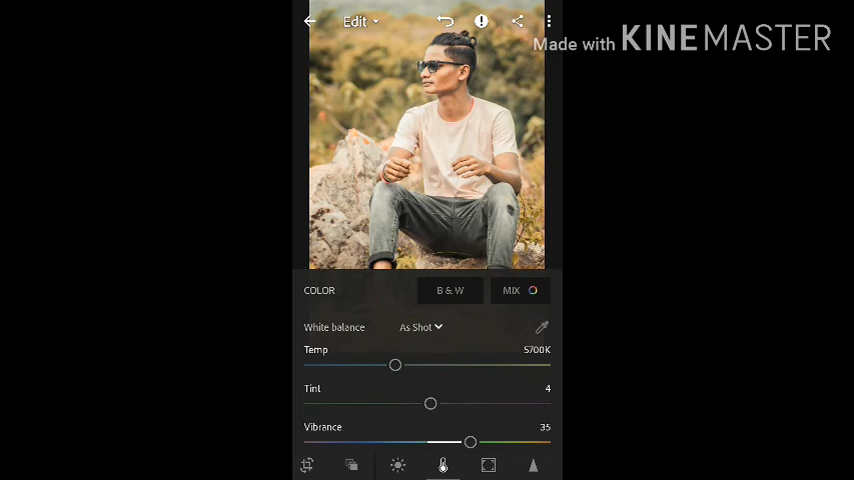 Edit
Made with KINEMASTER
COLOR
B & W
MIX
White balance
As Shot
Temp
5700K
Tint
4
Vibrance
35